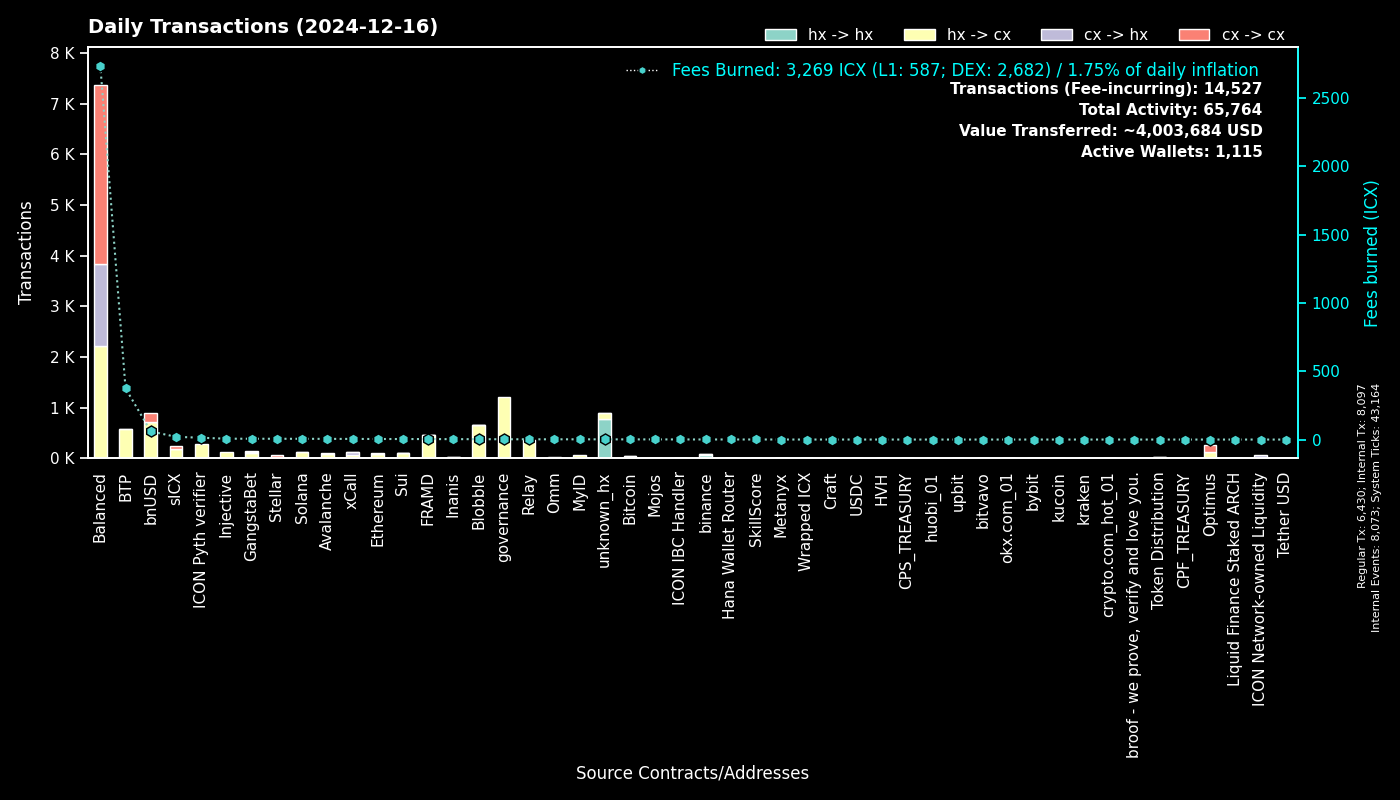 Daily Transactions (2024-12-16)
hx -> hx
hx -> cx
cx -> hx
cx -> cx
Fees Burned: 3,269 ICX (L1: 587; DEX: 2,682) / 1.75% of daily inflation
Transactions (Fee-incurring): 14,527
Total Activity: 65,764
Value Transferred: ~4,003,684 USD
Active Wallets: 1,115
Transactions
8 K
7 K
6 K
5 K
4 K
3 K
2 K
1 K
0 K
2500
2000
1500
1000
500
0
Fees burned (ICX)
Regular Tx: 6,430; Internal Tx: 8,097
Internal Events: 8,073; System Ticks: 43,164
Balanced
BTP
bnUSD
sICX
ICON Pyth verifier
Injective
GangstaBet
Stellar
Solana
Avalanche
xCall
Ethereum
Sui
FRAMD
Inanis
Blobble
governance
Relay
Omm
MyID
unknown_hx
Bitcoin
Mojos
ICON IBC Handler
binance
Hana Wallet Router
SkillScore
Metanyx
Wrapped ICX
Craft
USDC
HVH
CPS_TREASURY
huobi_01
upbit
bitvavo
okx.com_01
bybit
kucoin
kraken
crypto.com_hot_01
broof - we prove, verify and love you.
Token Distribution
CPF_TREASURY
Optimus
Liquid Finance Staked ARCH
ICON Network-owned Liquidity
Tether USD
Source Contracts/Addresses